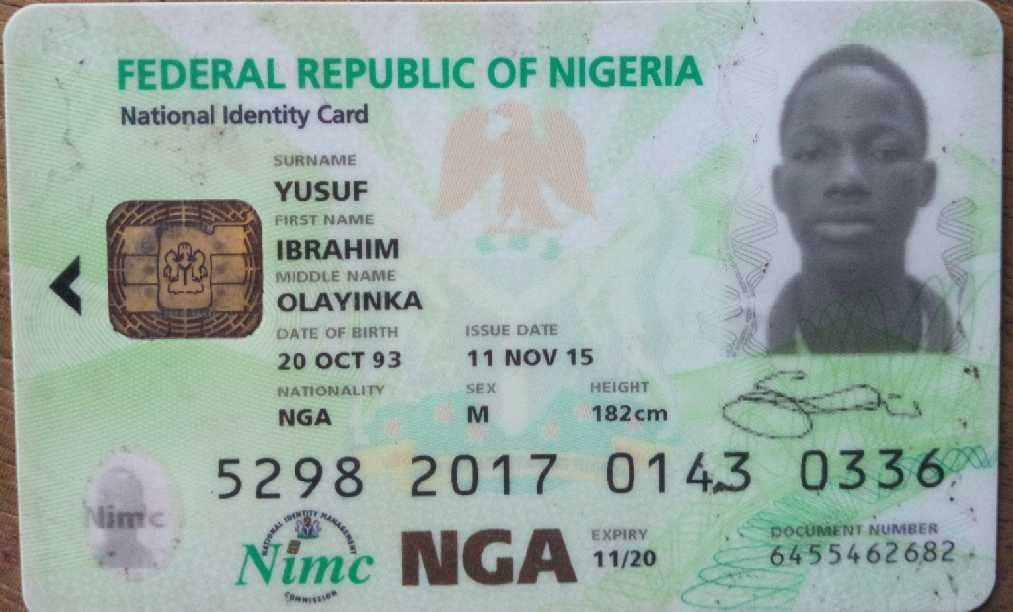 FEDERAL REPUBLIC OF NIGERIA
National Identity Card
SURNAME
YUSUF
FIRST NAME
IBRAHIM
MIDDLE NAME
OLAYINKA
DATE OF BIRTH ISSUE DATE
20 OCT 93 11 NOV 15
NATIONALITY SEX HEIGHT
NGA M 182cm
5298 2017 0143 0336
Nimc
NATIONAL IDENTITY MANAGEMENT
Nimc
COMMISSION
NGA
EXPIRY
11/20
DOCUMENT NUMBER
6455462682